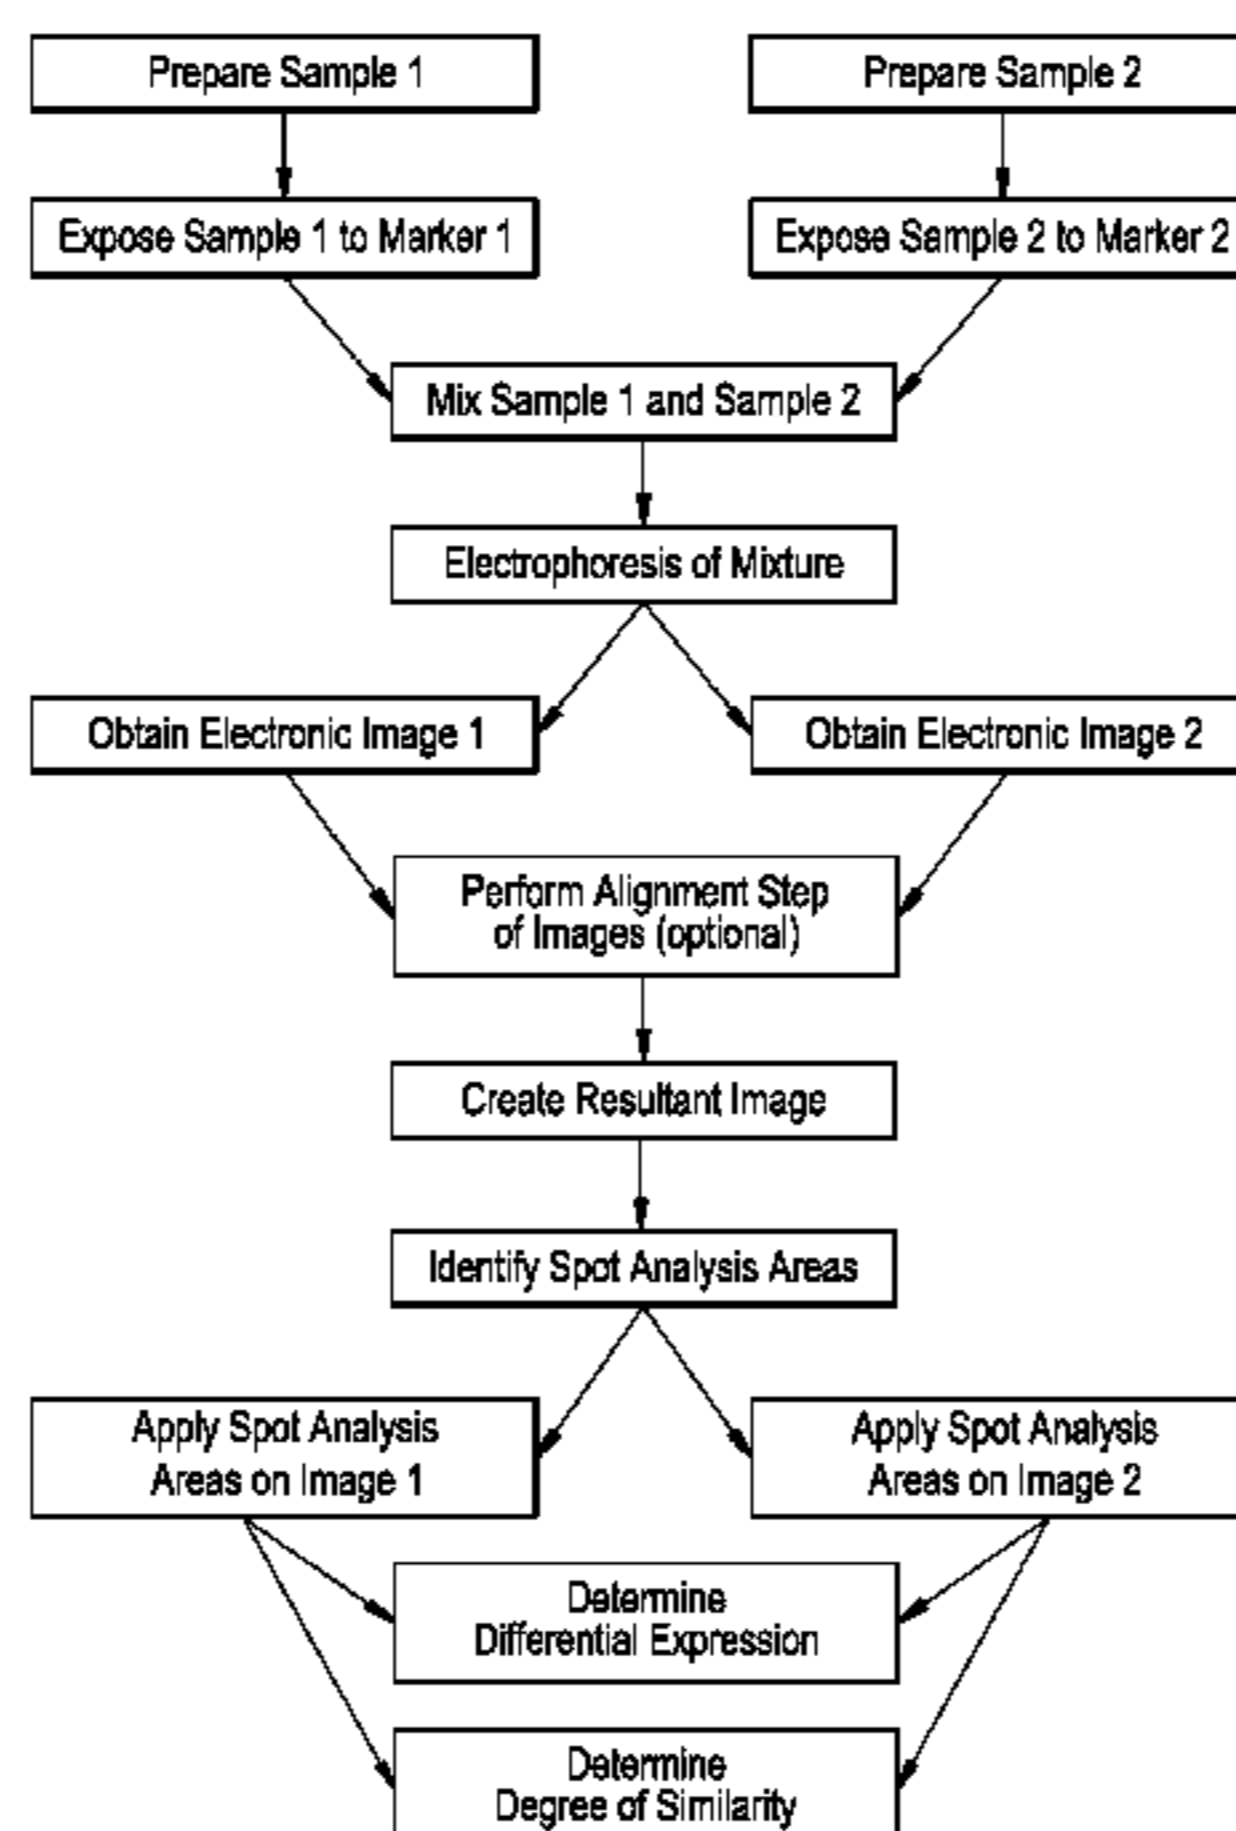 Prepare Sample 1
Prepare Sample 2
Expose Sample 1 to Marker 1
Expose Sample 2 to Marker 2
Mix Sample 1 and Sample 2
Electrophoresis of Mixture
Obtain Electronic Image 1
Obtain Electronic Image 2
Perform Alignment Step
of Images (optional)
Create Resultant Image
Identify Spot Analysis Areas
Apply Spot Analysis
Areas on Image 1
Apply Spot Analysis
Areas on Image 2
Determine
Differential Expression
Determine
Degree of Similarity